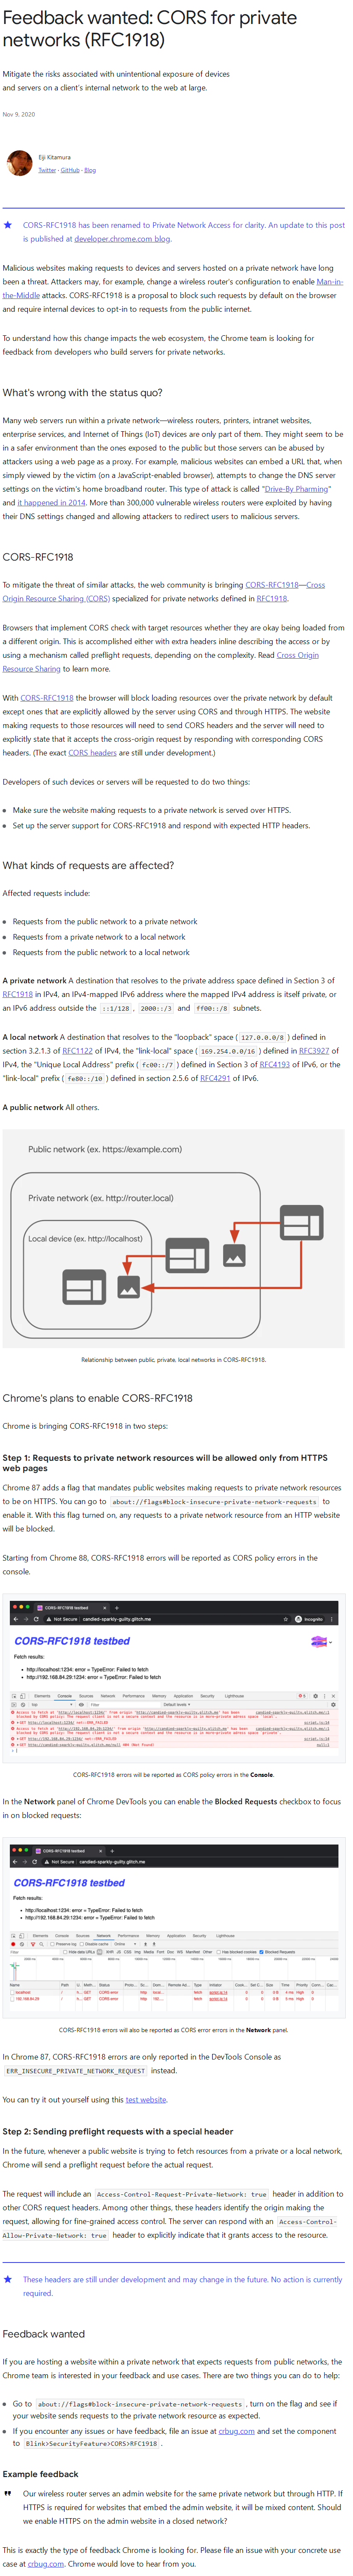 Feedback wanted: CORS for private
networks (RFC1918)
Mitigate the risks associated with unintentional exposure of devices
and servers on a client's internal network to the web at large.
Nov 9, 2020
Eiji Kitamura
Twitter · GitHub · Blog
CORS-RFC1918 has been renamed to Private Network Access for clarity. An update to this post
is published at developer.chrome.com blog.
Malicious websites making requests to devices and servers hosted on a private network have long
been a threat. Attackers may, for example, change a wireless router's configuration to enable Man-in-
the-Middle attacks. CORS-RFC1918 is a proposal to block such requests by default on the browser
and require internal devices to opt-in to requests from the public internet.
To understand how this change impacts the web ecosystem, the Chrome team is looking for
feedback from developers who build servers for private networks.
What's wrong with the status quo?
Many web servers run within a private network—wireless routers, printers, intranet websites,
enterprise services, and Internet of Things (IoT) devices are only part of them. They might seem to be
in a safer environment than the ones exposed to the public but those servers can be abused by
attackers using a web page as a proxy. For example, malicious websites can embed a URL that, when
simply viewed by the victim (on a JavaScript-enabled browser), attempts to change the DNS server
settings on the victim's home broadband router. This type of attack is called "Drive-By Pharming"
and it happened in 2014. More than 300,000 vulnerable wireless routers were exploited by having
their DNS settings changed and allowing attackers to redirect users to malicious servers.
CORS-RFC1918
To mitigate the threat of similar attacks, the web community is bringing CORS-RFC1918—Cross
Origin Resource Sharing (CORS) specialized for private networks defined in RFC1918.
Browsers that implement CORS check with target resources whether they are okay being loaded from
a different origin. This is accomplished either with extra headers inline describing the access or by
using a mechanism called preflight requests, depending on the complexity. Read Cross Origin
Resource Sharing to learn more.
With CORS-RFC1918 the browser will block loading resources over the private network by default
except ones that are explicitly allowed by the server using CORS and through HTTPS. The website
making requests to those resources will need to send CORS headers and the server will need to
explicitly state that it accepts the cross-origin request by responding with corresponding CORS
headers. (The exact CORS headers are still under development.)
Developers of such devices or servers will be requested to do two things:
Make sure the website making requests to a private network is served over HTTPS.
Set up the server support for CORS-RFC1918 and respond with expected HTTP headers.
What kinds of requests are affected?
Affected requests include:
Requests from the public network to a private network
Requests from a private network to a local network
Requests from the public network to a local network
A private network A destination that resolves to the private address space defined in Section 3 of
RFC1918 in IPv4, an IPv4-mapped IPv6 address where the mapped IPv4 address is itself private, or
an IPv6 address outside the ::1/128 , 2000::/3 and ff00::/8 subnets.
A local network A destination that resolves to the "loopback" space ( 127.0.0.0/8 ) defined in
section 3.2.1.3 of RFC1122 of IPv4, the "link-local" space ( 169.254.0.0/16 ) defined in RFC3927
of IPv4, the "Unique Local Address" prefix ( fc00::/7 ) defined in Section 3 of RFC4193 of IPv6, or the
"link-local" prefix ( fe80::/10 ) defined in section 2.5.6 of RFC4291 of IPv6.
A public network All others.
Public network (ex. https://example.com)
Private network (ex. http://router.local)
Local device (ex. http://localhost)
Relationship between public, private, local networks in CORS-RFC1918.
Chrome's plans to enable CORS-RFC1918
Chrome is bringing CORS-RFC1918 in two steps:
Step 1: Requests to private network resources will be allowed only from HTTPS
web pages
Chrome 87 adds a flag that mandates public websites making requests to private network resources
to be on HTTPS. You can go to about://flags#block-insecure-private-network-requests to
enable it. With this flag turned on, any requests to a private network resource from an HTTP website
will be blocked.
Starting from Chrome 88, CORS-RFC1918 errors will be reported as CORS policy errors in the
console.
CORS-RFC1918 testbed
Not Secure candied-sparkly-guilty.glitch.me
Incognito
CORS-RFC1918 testbed
Fetch results:
http://localhost:1234: error = TypeError: Failed to fetch
http://192.168.84.29:1234: error = TypeError: Failed to fetch
Elements Console Sources Network Performance Memory Application Security Lighthouse
CORS-RFC1918 errors will be reported as CORS policy errors in the Console.
In the Network panel of Chrome DevTools you can enable the Blocked Requests checkbox to focus
in on blocked requests:
CORS-RFC1918 testbed
Not Secure candied-sparkly-guilty.glitch.me
CORS-RFC1918 testbed
Fetch results:
http://localhost:1234: error = TypeError: Failed to fetch
http://192.168.84.29:1234: error = TypeError: Failed to fetch
Elements Console Sources Network Performance Memory Application Security Lighthouse
CORS-RFC1918 errors will also be reported as CORS error errors in the Network panel.
In Chrome 87, CORS-RFC1918 errors are only reported in the DevTools Console as
ERR_INSECURE_PRIVATE_NETWORK_REQUEST instead.
You can try it out yourself using this test website.
Step 2: Sending preflight requests with a special header
In the future, whenever a public website is trying to fetch resources from a private or a local network,
Chrome will send a preflight request before the actual request.
The request will include an Access-Control-Request-Private-Network: true header in addition to
other CORS request headers. Among other things, these headers identify the origin making the
request, allowing for fine-grained access control. The server can respond with an Access-Control-
Allow-Private-Network: true header to explicitly indicate that it grants access to the resource.
These headers are still under development and may change in the future. No action is currently
required.
Feedback wanted
If you are hosting a website within a private network that expects requests from public networks, the
Chrome team is interested in your feedback and use cases. There are two things you can do to help:
Go to about://flags#block-insecure-private-network-requests , turn on the flag and see if
your website sends requests to the private network resource as expected.
If you encounter any issues or have feedback, file an issue at crbug.com and set the component
to Blink>SecurityFeature>CORS>RFC1918 .
Example feedback
Our wireless router serves an admin website for the same private network but through HTTP. If
HTTPS is required for websites that embed the admin website, it will be mixed content. Should
we enable HTTPS on the admin website in a closed network?
This is exactly the type of feedback Chrome is looking for. Please file an issue with your concrete use
case at crbug.com. Chrome would love to hear from you.